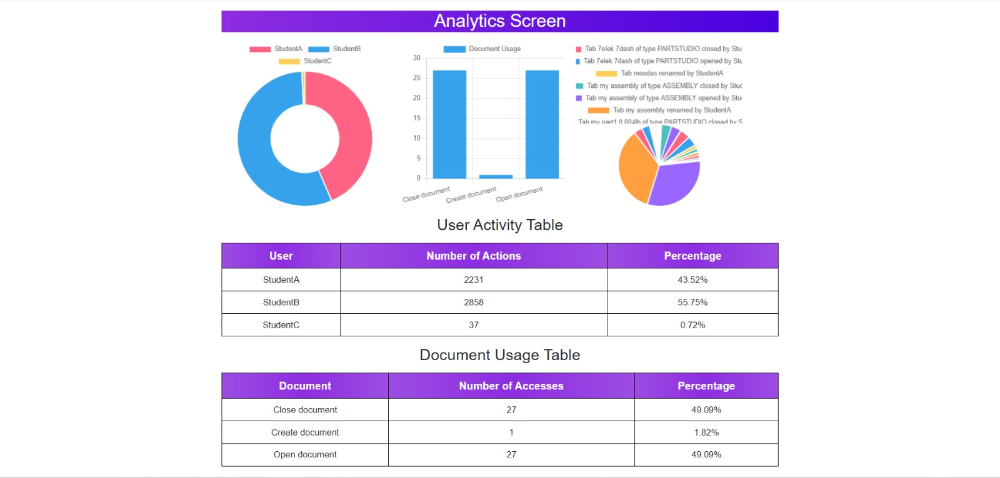 Analytics Screen
StudentA StudentB
StudentC
Document Usage
30
25
20
15
10
5
0
Close document
Create document
Open document
Tab 7elek 7dash of type PARTSTUDIO closed by Stu
Tab 7elek 7dash of type PARTSTUDIO opened by Stu
Tab mosdas renamed by StudentA
Tab my assembly of type ASSEMBLY closed by Stud
Tab my assembly of type ASSEMBLY opened by Stu
Tab my assembly renamed by StudentA
Tab my part1 0.004lb of type PARTSTUDIO closed by S
User Activity Table
User Number of Actions Percentage
StudentA 2231 43.52%
StudentB 2858 55.75%
StudentC 37 0.72%
Document Usage Table
Document Number of Accesses Percentage
Close document 27 49.09%
Create document 1 1.82%
Open document 27 49.09%